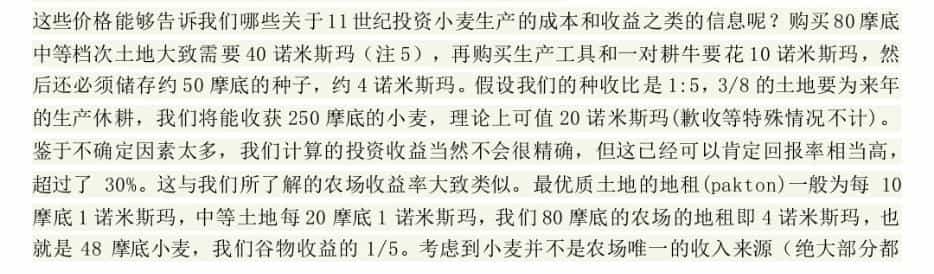 这些价格能够告诉我们哪些关于11世纪投资小麦生产的成本和收益之类的信息呢？购买80摩底
中等档次土地大致需要40诺米斯玛（注5），再购买生产工具和一对耕牛要花10诺米斯玛，然
后还必须储存约50摩底的种子，约4诺米斯玛。假设我们的种收比是1:5，3/8的土地要为来年
的生产休耕，我们将能收获250摩底的小麦，理论上可值20诺米斯玛(歉收等特殊情况不计)。
鉴于不确定因素太多，我们计算的投资收益当然不会很精确，但这已经可以肯定回报率相当高，
超过了 30%。这与我们所了解的农场收益率大致类似。最优质土地的地租(pakton)一般为每 10
摩底1诺米斯玛，中等土地每20摩底1诺米斯玛，我们80摩底的农场的地租即4诺米斯玛，也
就是 48 摩底小麦，我们谷物收益的 1/5。考虑到小麦并不是农场唯一的收入来源（绝大部分都